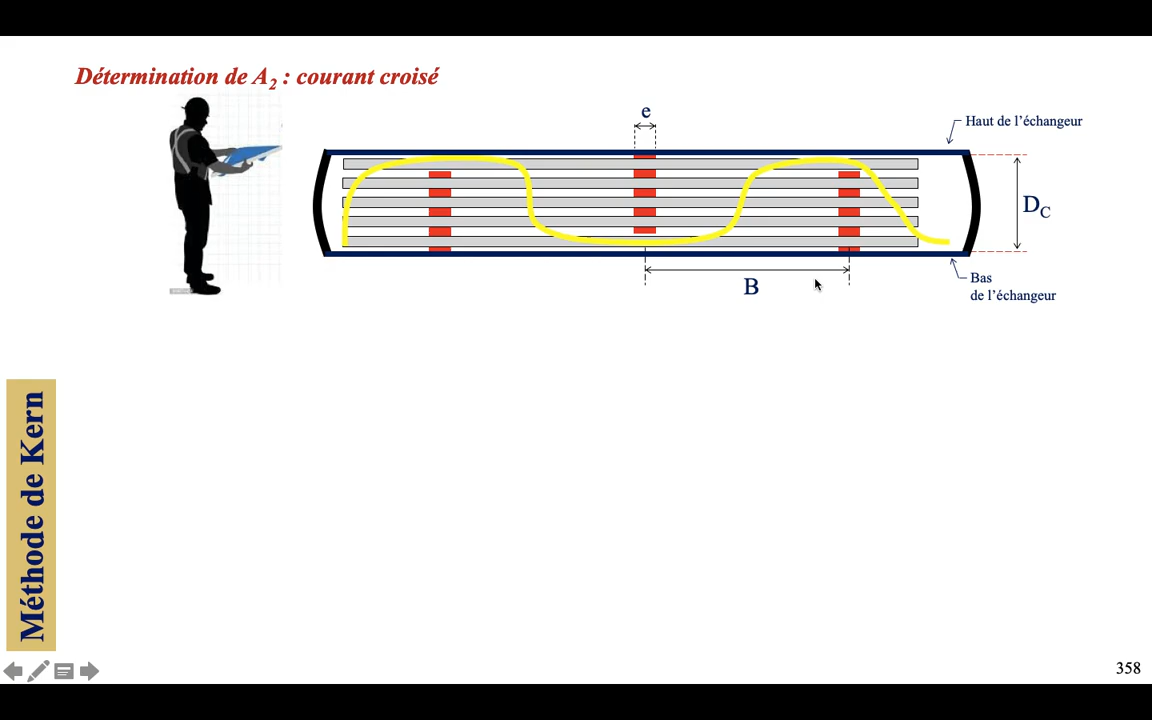 Détermination de A2 : courant croisé
e
Haut de l’échangeur
DC
B
Bas
de l’échangeur
Méthode de Kern
358